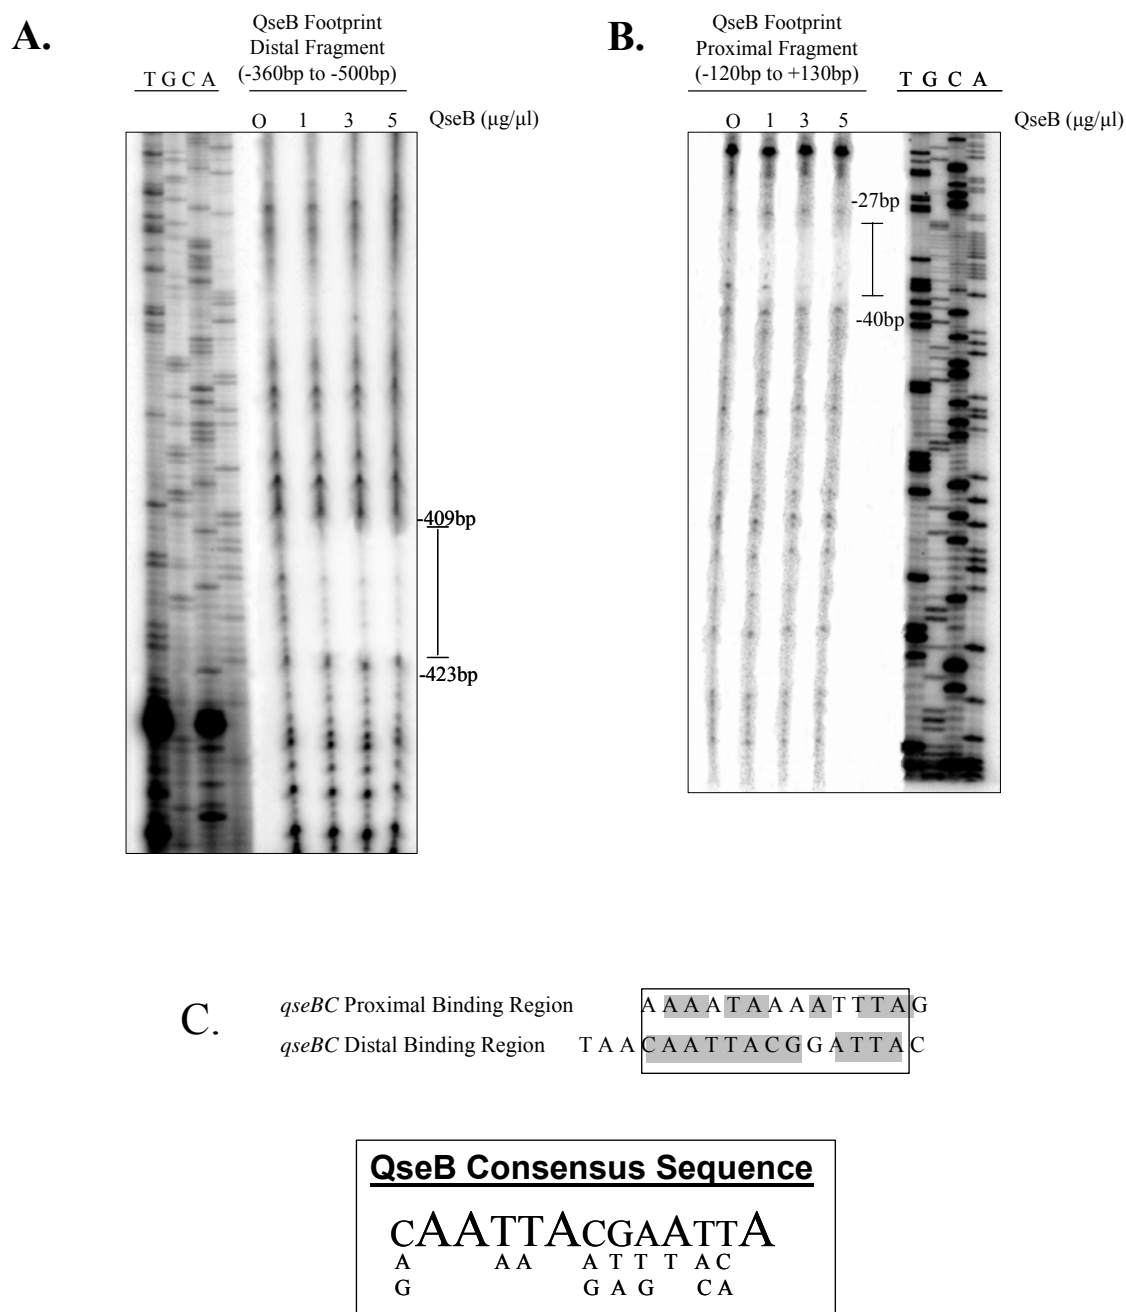 A.
QseB Footprint
Distal Fragment
(-360bp to -500bp)
T G C A
O 1 3 5 QseB (μg/μl)
-409bp
-423bp
B.
QseB Footprint
Proximal Fragment
(-120bp to +130bp)
T G C A
O 1 3 5 QseB (μg/μl)
-27bp
-40bp
C.
qseBC Proximal Binding Region A A A A T A A A A T T T A G
qseBC Distal Binding Region T A A C A A T T A C G G A T T A C
QseB Consensus Sequence
CAATTACGAATTA
A A A A T T T A C
G G A G C A